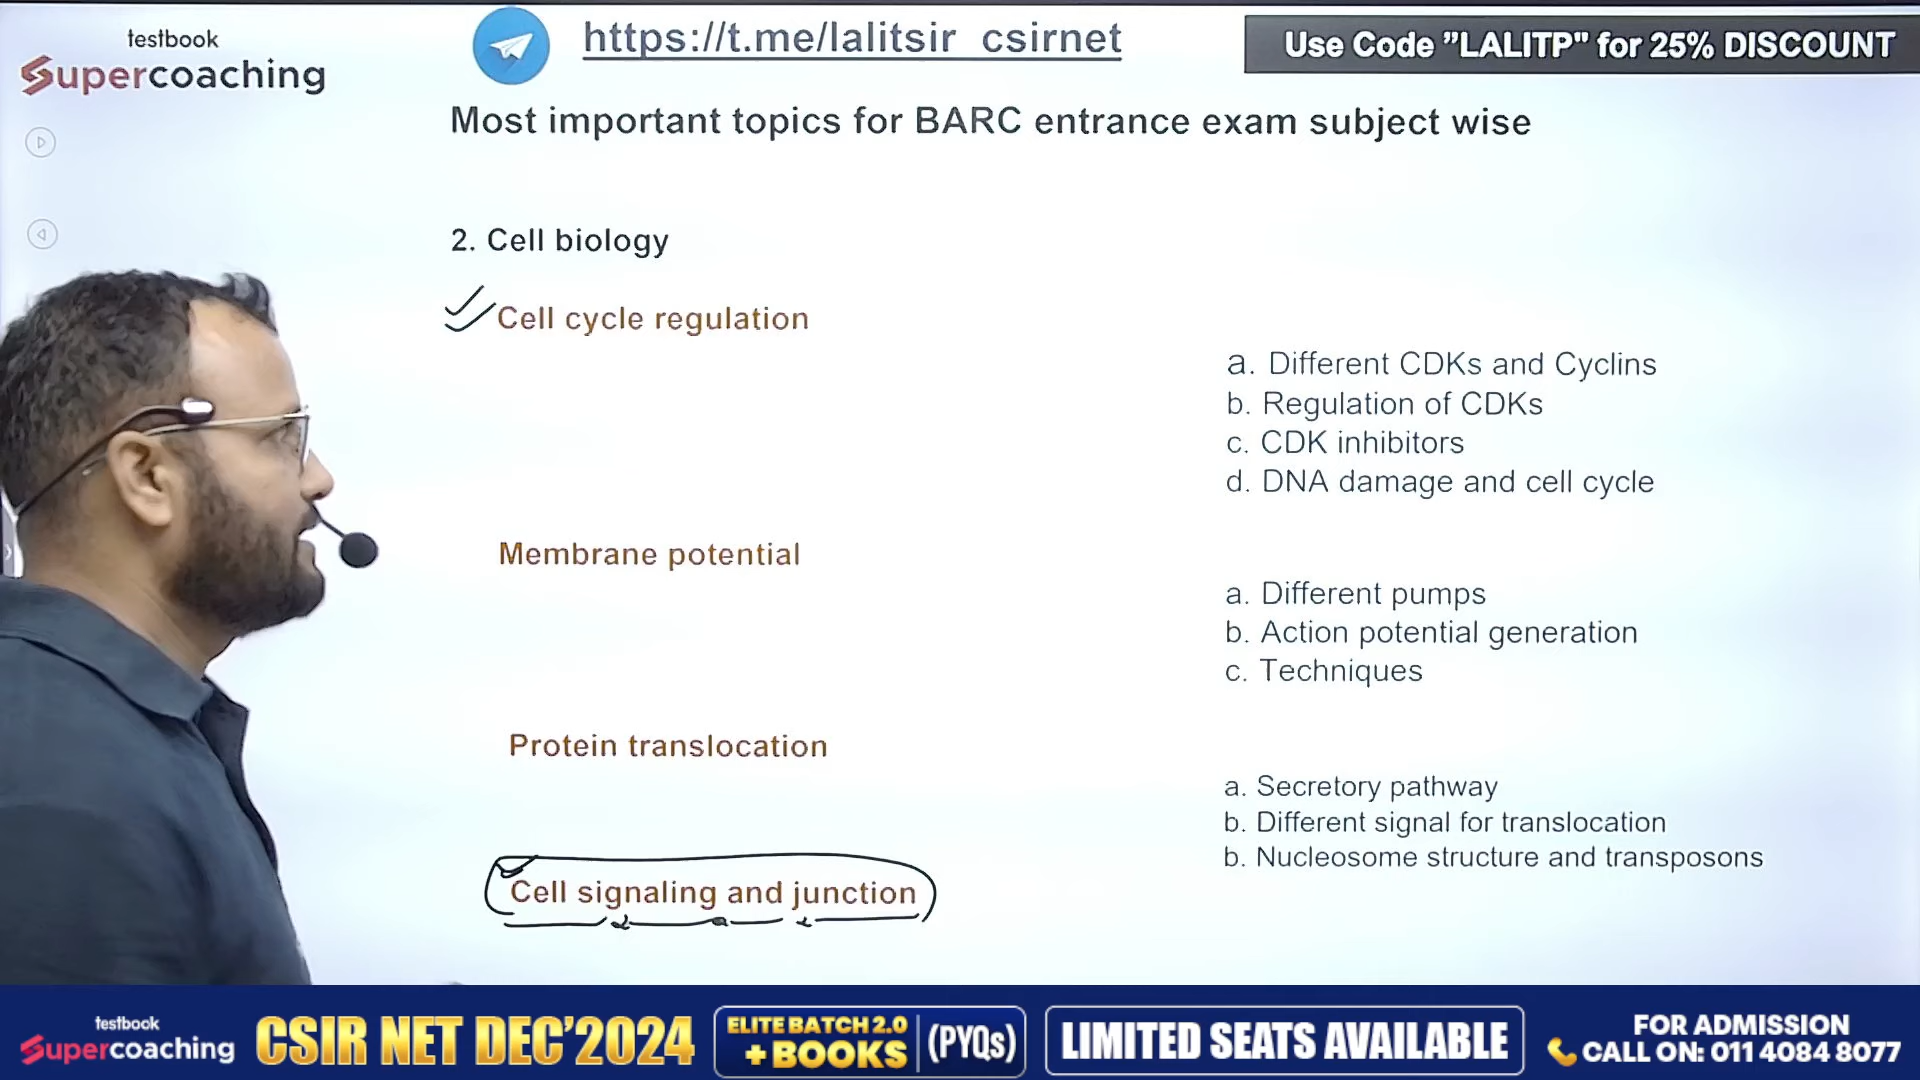 testbook
Supercoaching
https://t.me/lalitsir_csirnet
Use Code ”LALITP" for 25% DISCOUNT
Most important topics for BARC entrance exam subject wise
2. Cell biology
Cell cycle regulation
a. Different CDKs and Cyclins
b. Regulation of CDKs
c. CDK inhibitors
d. DNA damage and cell cycle
Membrane potential
a. Different pumps
b. Action potential generation
c. Techniques
Protein translocation
a. Secretory pathway
b. Different signal for translocation
b. Nucleosome structure and transposons
Cell signaling and junction
testbook
Supercoaching
CSIR NET DEC’2024
ELITE BATCH 2.0
+ BOOKS
(PYQs)
LIMITED SEATS AVAILABLE
FOR ADMISSION
CALL ON: 011 4084 8077